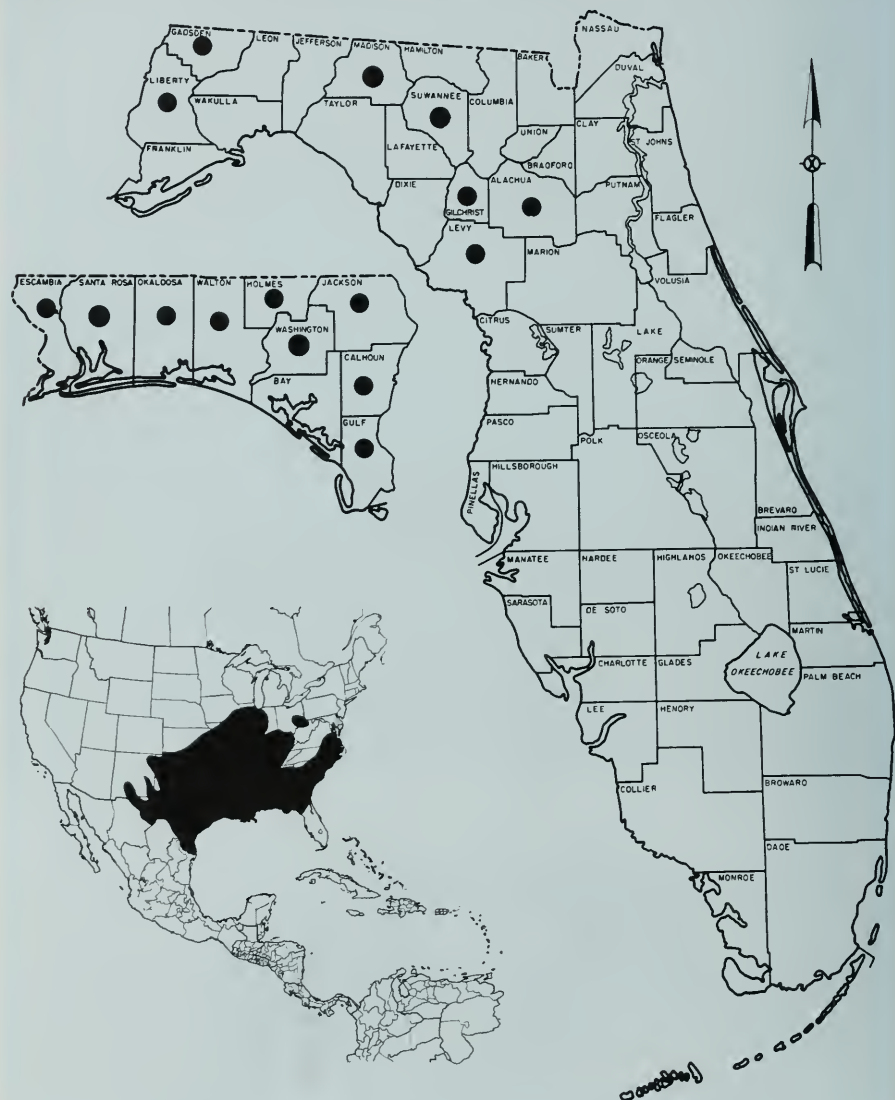 NASSAU
GADSDEN
LEON
JEFFERSON
MADISON
HAMILTON
BAKER
DUVAL
LIBERTY
WAKULLA
TAYLOR
SUWANNEE
COLUMBIA
UNION
CLAY
ST JOHNS
FRANKLIN
LAFAYETTE
BRADFORD
DIXIE
GILCHRIST
ALACHUA
PUTNAM
FLAGLER
LEVY
MARION
VOLUSIA
ESCAMBIA
SANTA ROSA
OKALOOSA
WALTON
HOLMES
JACKSON
WASHINGTON
BAY
CALHOUN
GULF
CITRUS
SUMTER
LAKE
ORANGE
SEMINOLE
HERNANDO
PASCO
POLK
OSCEOLA
HILLSBOROUGH
PINELLAS
BREVARD
INDIAN RIVER
MANATEE
HARDEE
HIGHLANDS
OKEECHOBEE
ST LUCIE
SARASOTA
DE SOTO
MARTIN
CHARLOTTE
GLADES
LAKE
OKEECHOBEE
PALM BEACH
LEE
HENDRY
COLLIER
BROWARD
DADE
MONROE